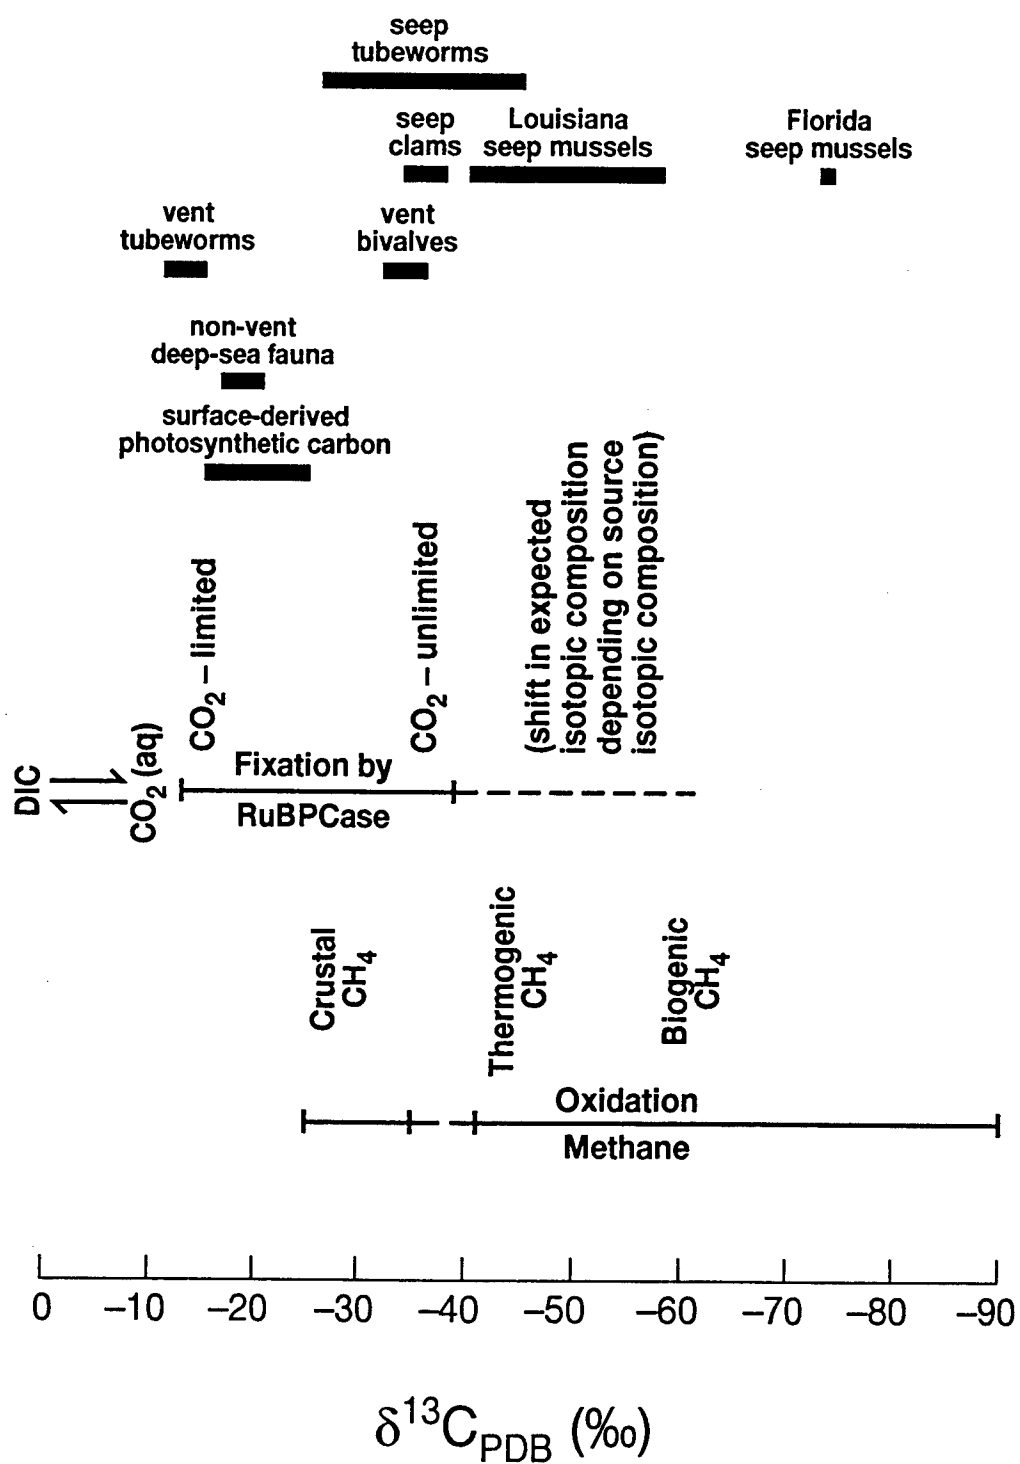 seep
tubeworms
seep
clams
Louisiana
seep mussels
Florida
seep mussels
vent
tubeworms
vent
bivalves
non-vent
deep-sea fauna
surface-derived
photosynthetic carbon
CO₂ – limited
CO₂ – unlimited
(shift in expected
isotopic composition
depending on source
isotopic composition)
DIC
CO₂ (aq)
Fixation by
RuBPCase
Crustal
CH₄
Thermogenic
CH₄
Biogenic
CH₄
Oxidation
Methane
0 –10 –20 –30 –40 –50 –60 –70 –80 –90
δ¹³C_PDB (‰)